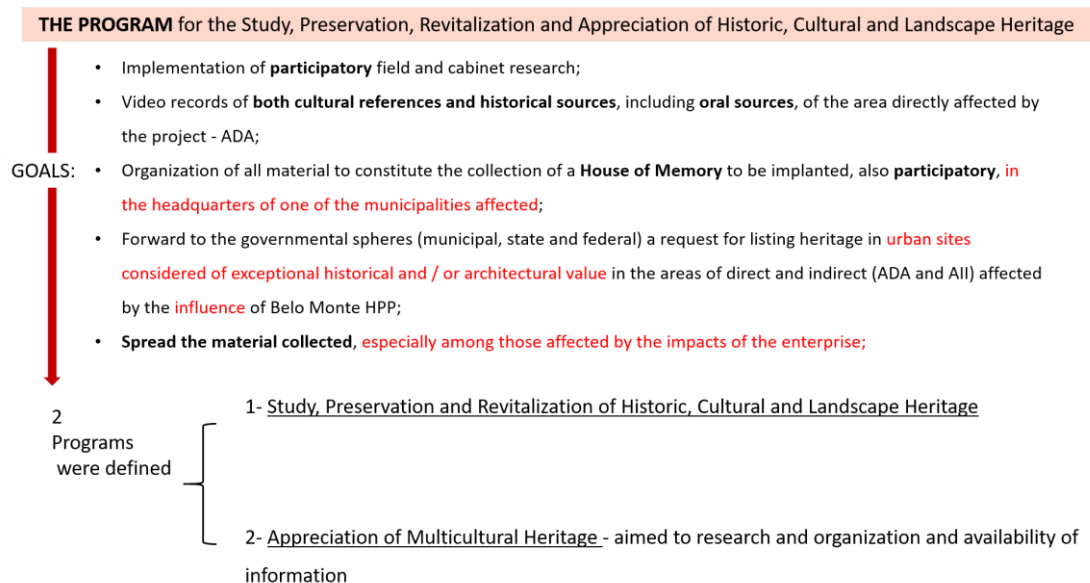 THE PROGRAM for the Study, Preservation, Revitalization and Appreciation of Historic, Cultural and Landscape Heritage
• Implementation of participatory field and cabinet research;
• Video records of both cultural references and historical sources, including oral sources, of the area directly affected by
the project - ADA;
GOALS:
• Organization of all material to constitute the collection of a House of Memory to be implanted, also participatory, in
the headquarters of one of the municipalities affected;
• Forward to the governmental spheres (municipal, state and federal) a request for listing heritage in urban sites
considered of exceptional historical and / or architectural value in the areas of direct and indirect (ADA and AII) affected
by the influence of Belo Monte HPP;
• Spread the material collected, especially among those affected by the impacts of the enterprise;
2
Programs
were defined
1- Study, Preservation and Revitalization of Historic, Cultural and Landscape Heritage
2- Appreciation of Multicultural Heritage - aimed to research and organization and availability of
information